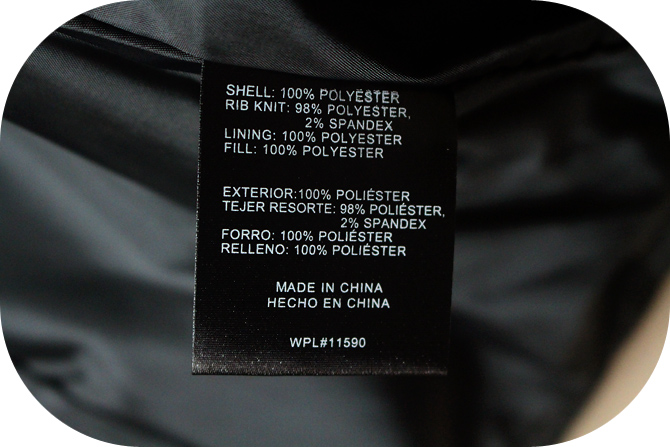 SHELL: 100% POLYESTER
RIB KNIT: 98% POLYESTER,
2% SPANDEX
LINING: 100% POLYESTER
FILL: 100% POLYESTER
EXTERIOR:100% POLIÉSTER
TEJER RESORTE: 98% POLIÉSTER,
2% SPANDEX
FORRO: 100% POLIÉSTER
RELLENO: 100% POLIÉSTER
MADE IN CHINA
HECHO EN CHINA
WPL#11590